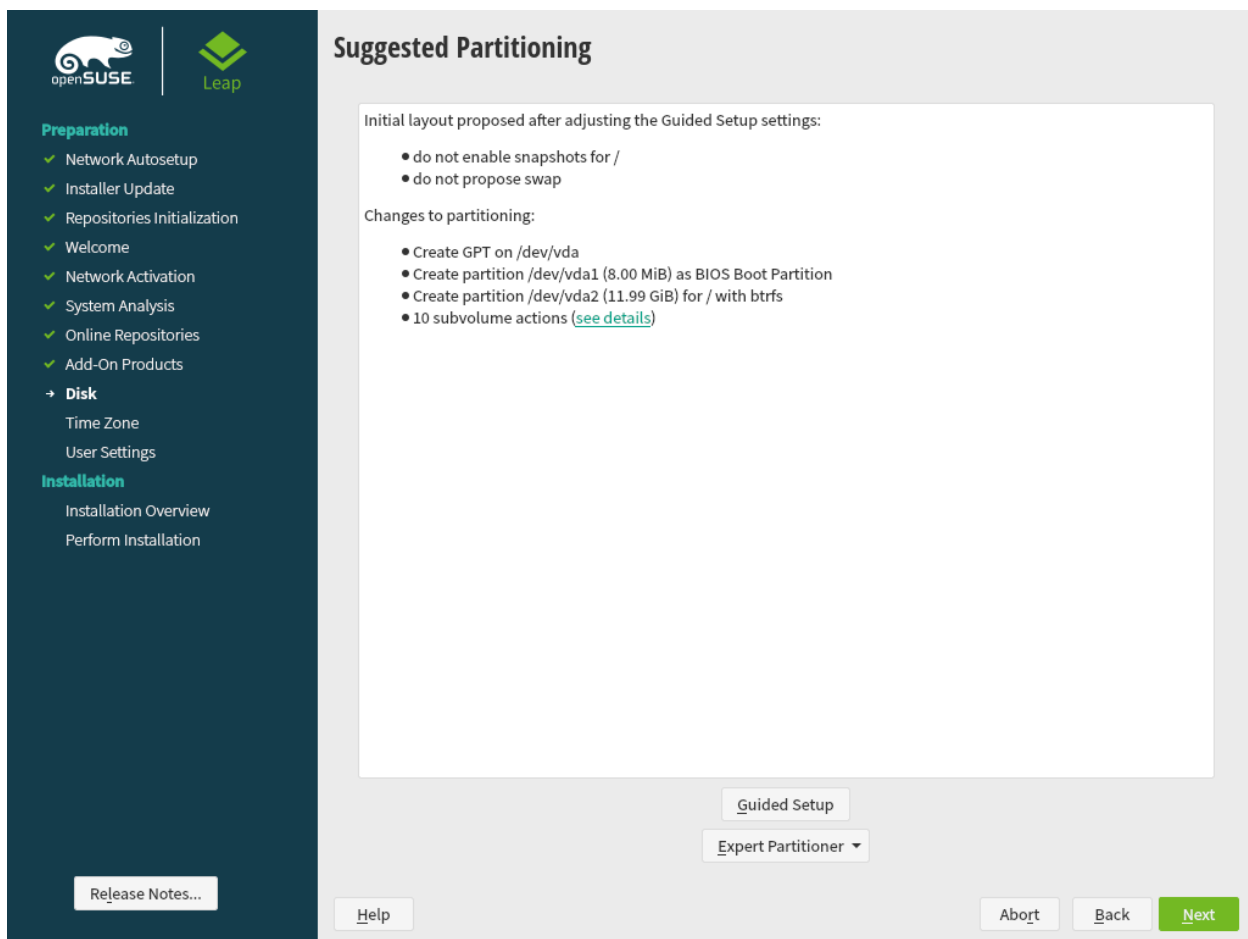 openSUSE.
Leap
Preparation
Network Autosetup
Installer Update
Repositories Initialization
Welcome
Network Activation
System Analysis
Online Repositories
Add-On Products
Disk
Time Zone
User Settings
Installation
Installation Overview
Perform Installation
Release Notes...
Suggested Partitioning
Initial layout proposed after adjusting the Guided Setup settings:
● do not enable snapshots for /
● do not propose swap
Changes to partitioning:
● Create GPT on /dev/vda
● Create partition /dev/vda1 (8.00 MiB) as BIOS Boot Partition
● Create partition /dev/vda2 (11.99 GiB) for / with btrfs
● 10 subvolume actions (see details)
Guided Setup
Expert Partitioner
Help
Abort
Back
Next